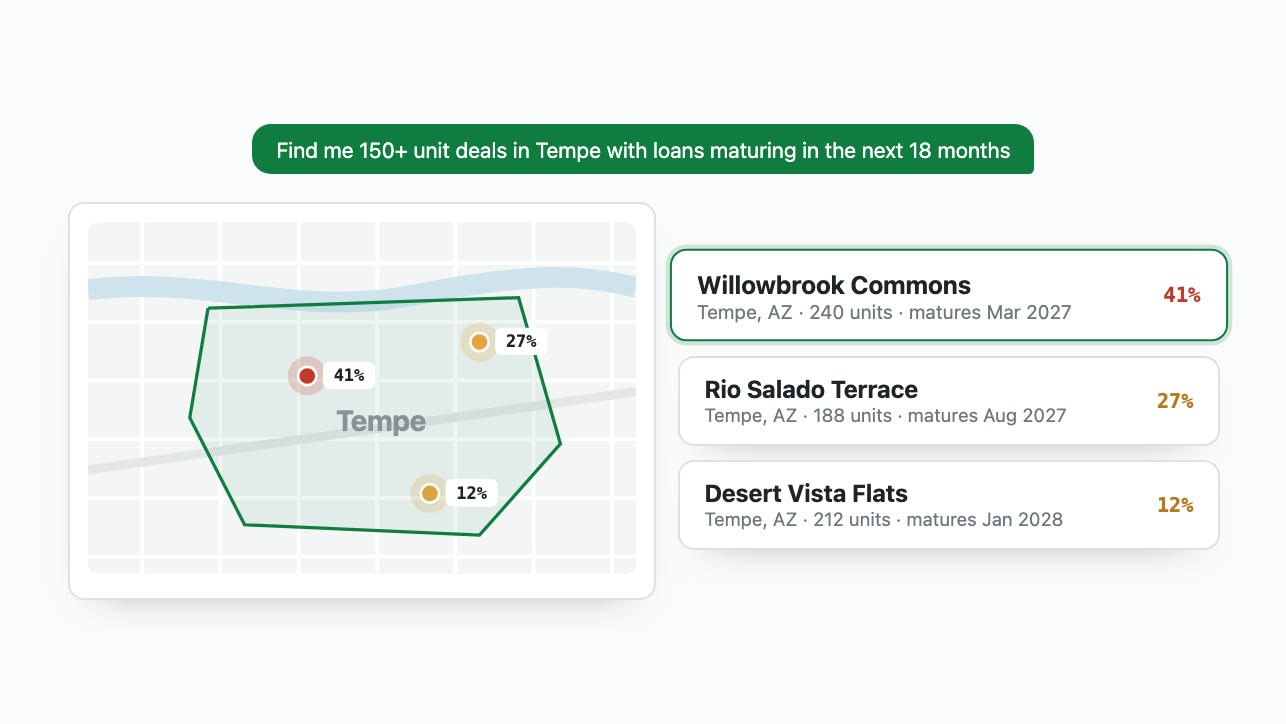 Find me 150+ unit deals in Tempe with loans maturing in the next 18 months
27%
41%
Tempe
12%
Willowbrook Commons
Tempe, AZ · 240 units · matures Mar 2027
41%
Rio Salado Terrace
Tempe, AZ · 188 units · matures Aug 2027
27%
Desert Vista Flats
Tempe, AZ · 212 units · matures Jan 2028
12%